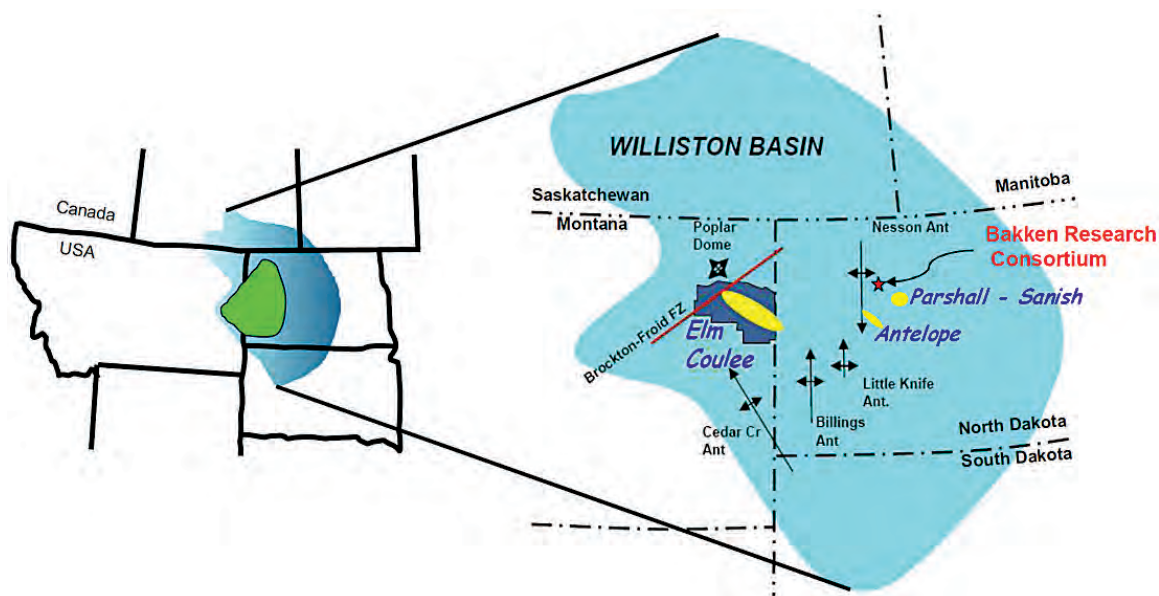 Canada
USA
WILLISTON BASIN
Saskatchewan
Manitoba
Montana
Poplar
Dome
Nesson Ant
Bakken Research
Consortium
Parshall - Sanish
Antelope
Elm
Coulee
Brockton-Froid FZ
Little Knife
Ant.
Billings
Ant
Cedar Cr
Ant
North Dakota
South Dakota